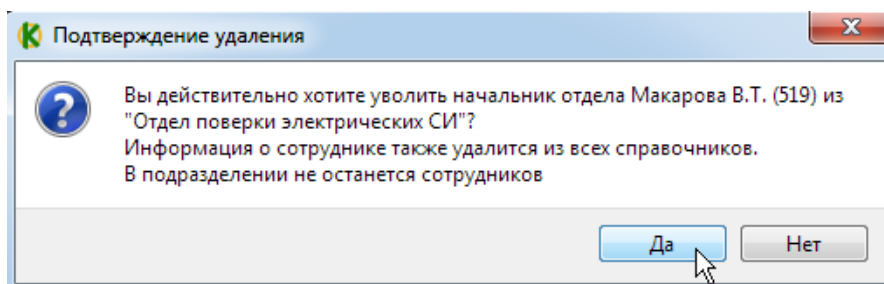 Подтверждение удаления
Вы действительно хотите уволить начальник отдела Макарова В.Т. (519) из
"Отдел поверки электрических СИ"?
Информация о сотруднике также удалится из всех справочников.
В подразделении не останется сотрудников
Да
Нет